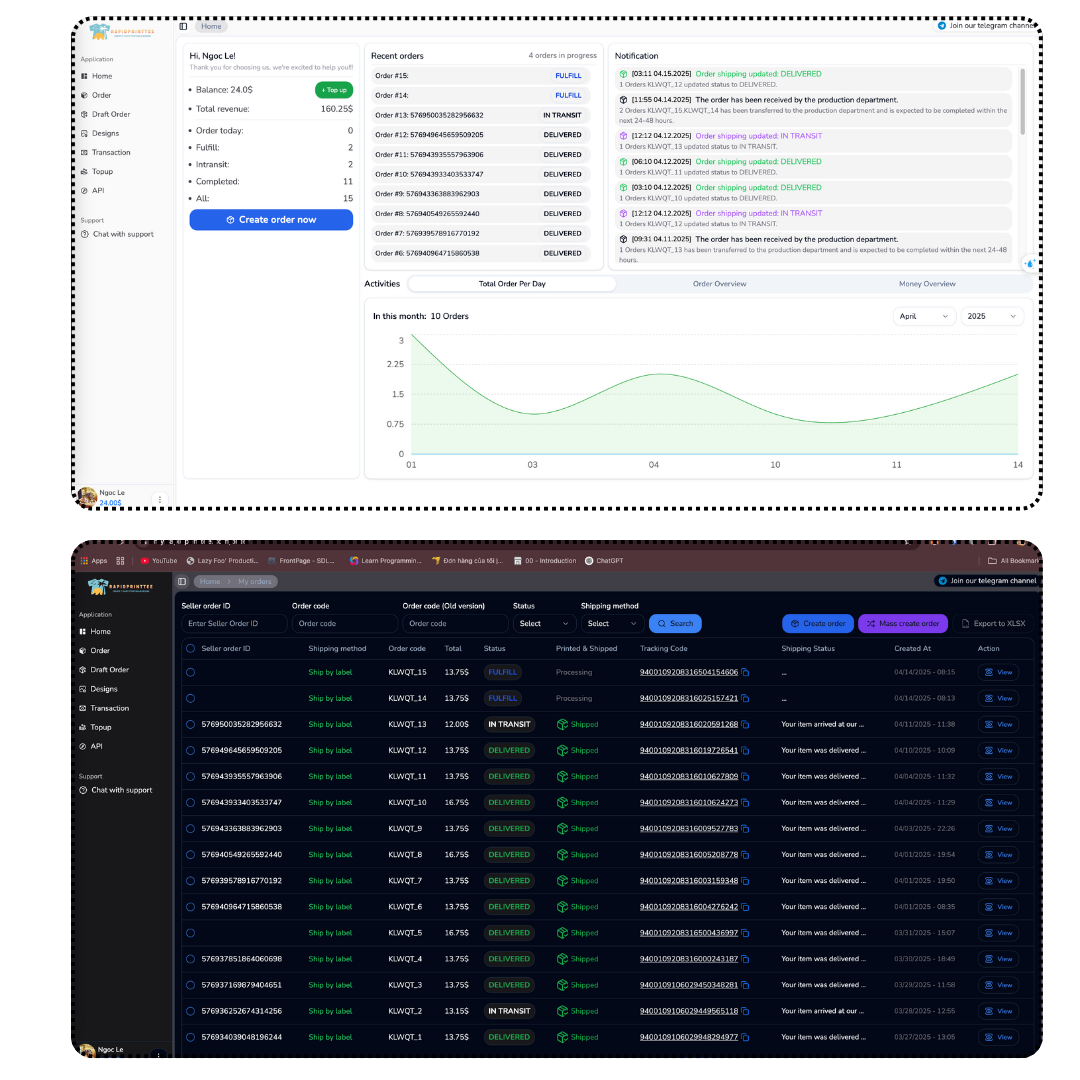 RAPIDPRINTTEE
Home
Join our telegram channel
Application
Home
Order
Draft Order
Designs
Transaction
Topup
API
Support
Chat with support
Ngoc Le
24.00$
Hi, Ngoc Le!
Thank you for choosing us, we're excited to help you!!
Balance: 24.0$ + Top up
Total revenue: 160.25$
Order today: 0
Fulfill: 2
Intransit: 2
Completed: 11
All: 15
Create order now
Recent orders 4 orders in progress
Order #15: FULFILL
Order #14: FULFILL
Order #13: 576950035282956632 IN TRANSIT
Order #12: 576949645659509205 DELIVERED
Order #11: 576943935557963906 DELIVERED
Order #10: 576943933403533747 DELIVERED
Order #9: 576943363883962903 DELIVERED
Order #8: 576940549265592440 DELIVERED
Order #7: 576939578916770192 DELIVERED
Order #6: 576940964715860538 DELIVERED
Notification
[03:11 04.15.2025] Order shipping updated: DELIVERED
1 Orders KLWQT_12 updated status to DELIVERED.
[11:55 04.14.2025] The order has been received by the production department.
2 Orders KLWQT_15,KLWQT_14 has been transferred to the production department and is expected to be completed within the
next 24-48 hours.
[12:12 04.12.2025] Order shipping updated: IN TRANSIT
1 Orders KLWQT_13 updated status to IN TRANSIT.
[06:10 04.12.2025] Order shipping updated: DELIVERED
1 Orders KLWQT_11 updated status to DELIVERED.
[03:10 04.12.2025] Order shipping updated: DELIVERED
1 Orders KLWQT_10 updated status to DELIVERED.
[12:12 04.12.2025] Order shipping updated: IN TRANSIT
1 Orders KLWQT_12 updated status to IN TRANSIT.
[09:31 04.11.2025] The order has been received by the production department.
1 Orders KLWQT_13 has been transferred to the production department and is expected to be completed within the next 24-48
hours.
Activities Total Order Per Day Order Overview Money Overview
In this month: 10 Orders April 2025
3
2.25
1.5
0.75
0
01 03 04 10 11 14
Apps YouTube Lazy Foo' Producti... FrontPage - SDL... Learn Programmin... Đơn hàng của tôi |... 00 - Introduction ChatGPT All Bookmark
RAPIDPRINTTEE
Home > My orders
Join our telegram channel
Application
Home
Order
Draft Order
Designs
Transaction
Topup
API
Support
Chat with support
Ngoc Le
Seller order ID Order code Order code (Old version) Status Shipping method
Enter Seller Order ID Order code Order code Select Select Search Create order Mass create order Export to XLSX
Seller order ID Shipping method Order code Total Status Printed & Shipped Tracking Code Shipping Status Created At Action
Ship by label KLWQT_15 13.75$ FULFILL Processing 9400109208316504154606 ... 04/14/2025 - 08:15 View
Ship by label KLWQT_14 13.75$ FULFILL Processing 9400109208316025157421 ... 04/14/2025 - 08:13 View
576950035282956632 Ship by label KLWQT_13 12.00$ IN TRANSIT Shipped 9400109208316020591268 Your item arrived at our ... 04/11/2025 - 11:38 View
576949645659509205 Ship by label KLWQT_12 13.75$ DELIVERED Shipped 9400109208316019726541 Your item was delivered ... 04/10/2025 - 10:09 View
576943935557963906 Ship by label KLWQT_11 13.75$ DELIVERED Shipped 9400109208316010627809 Your item was delivered ... 04/04/2025 - 11:32 View
576943933403533747 Ship by label KLWQT_10 16.75$ DELIVERED Shipped 9400109208316010624273 Your item was delivered ... 04/04/2025 - 11:29 View
576943363883962903 Ship by label KLWQT_9 13.75$ DELIVERED Shipped 9400109208316009527783 Your item was delivered ... 04/03/2025 - 22:26 View
576940549265592440 Ship by label KLWQT_8 16.75$ DELIVERED Shipped 9400109208316005208778 Your item was delivered ... 04/01/2025 - 19:54 View
576939578916770192 Ship by label KLWQT_7 13.75$ DELIVERED Shipped 9400109208316003159348 Your item was delivered ... 04/01/2025 - 19:50 View
576940964715860538 Ship by label KLWQT_6 13.75$ DELIVERED Shipped 9400109208316004276242 Your item was delivered ... 04/01/2025 - 08:35 View
Ship by label KLWQT_5 16.75$ DELIVERED Shipped 9400109208316500436997 Your item was delivered ... 03/31/2025 - 15:07 View
576937851864060698 Ship by label KLWQT_4 13.75$ DELIVERED Shipped 9400109208316000243187 Your item was delivered ... 03/30/2025 - 18:49 View
576937169879404651 Ship by label KLWQT_3 13.75$ DELIVERED Shipped 9400109106029450348281 Your item was delivered ... 03/29/2025 - 11:58 View
576936252674314256 Ship by label KLWQT_2 13.15$ IN TRANSIT Shipped 9400109106029449565118 Your item arrived at our ... 03/28/2025 - 12:55 View
576934039048196244 Ship by label KLWQT_1 13.75$ DELIVERED Shipped 9400109106029948294977 Your item was delivered ... 03/27/2025 - 13:05 View